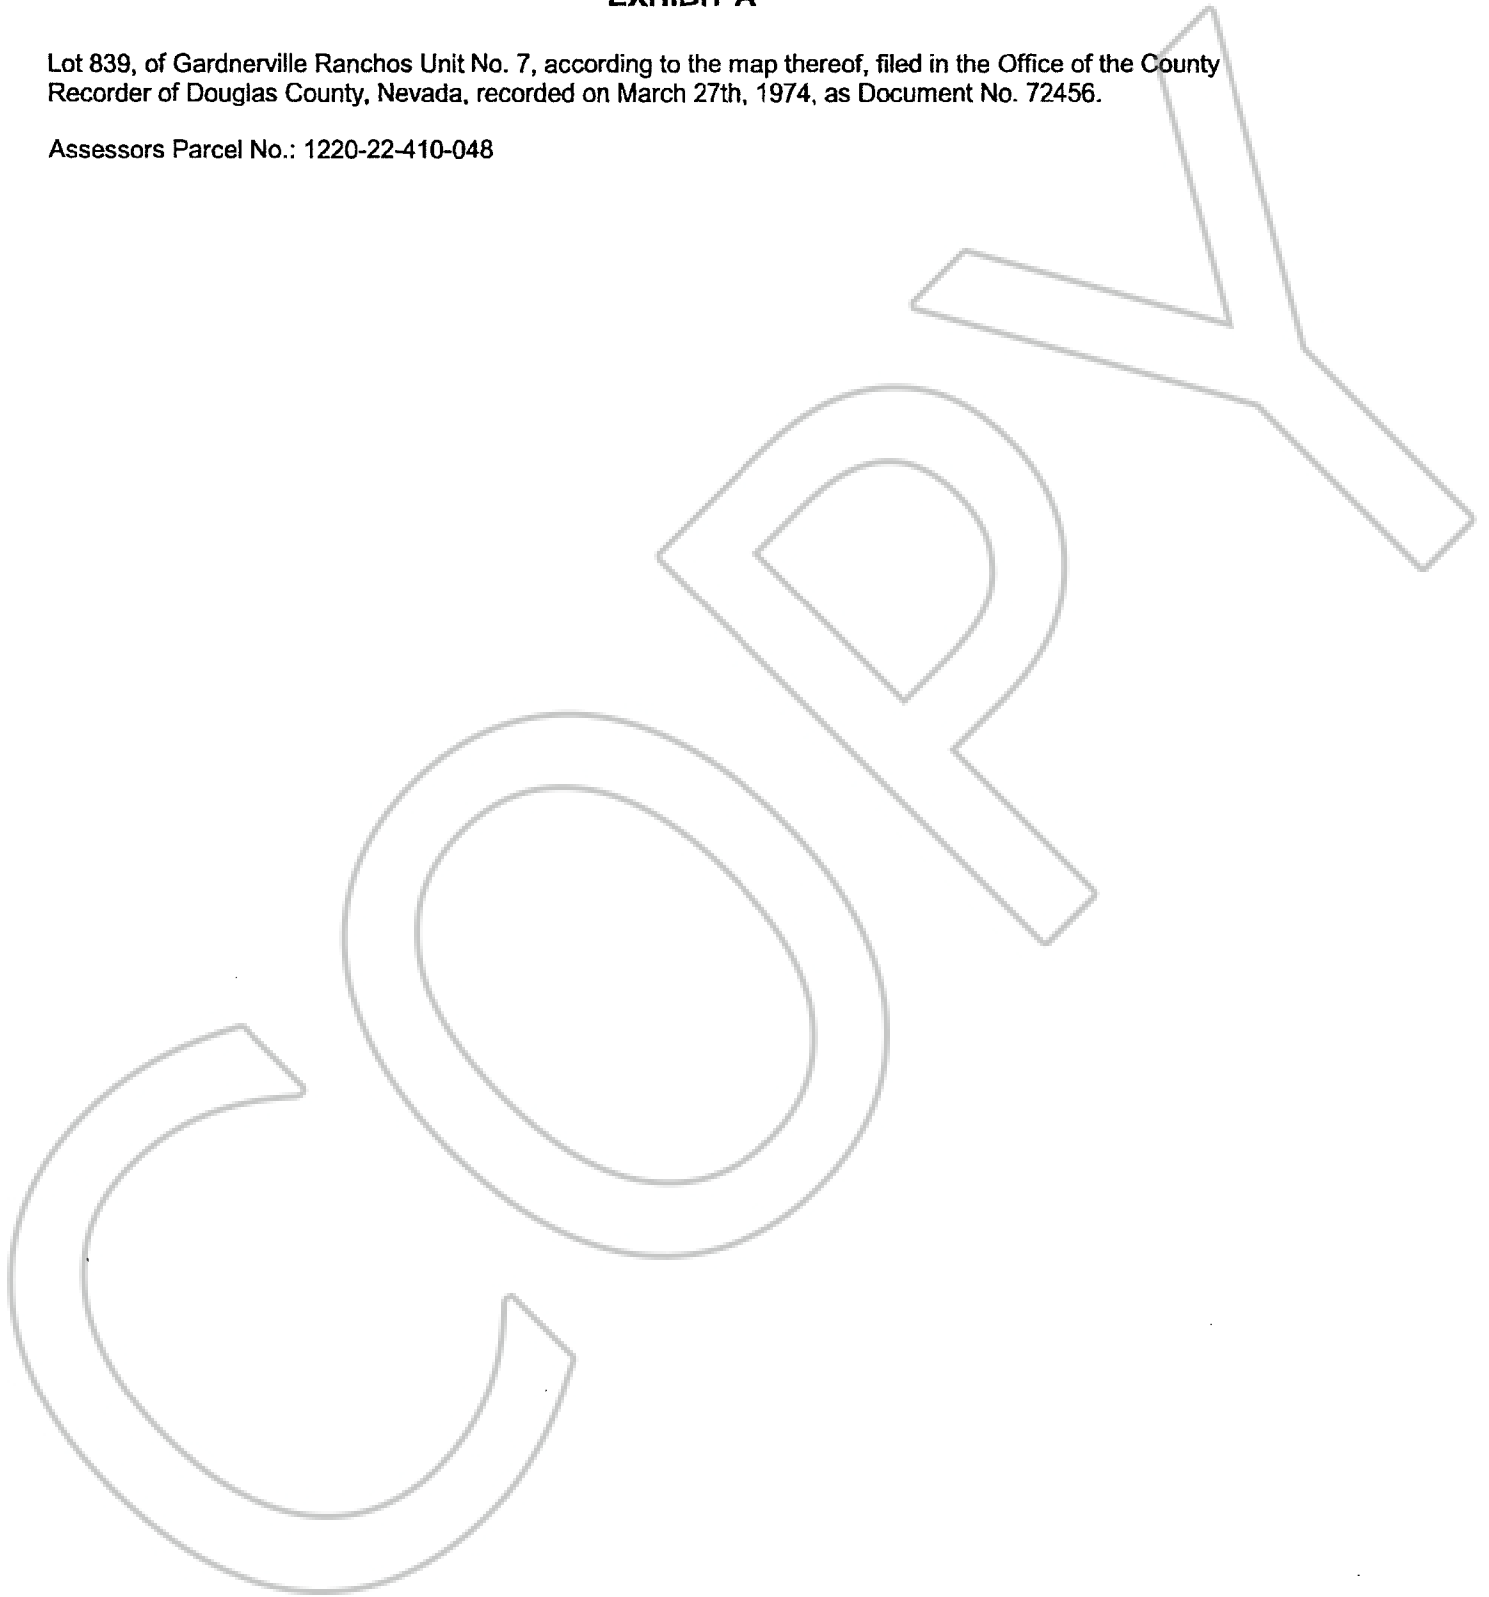 EXHIBIT A
Lot 839, of Gardnerville Ranchos Unit No. 7, according to the map thereof, filed in the Office of the County
Recorder of Douglas County, Nevada, recorded on March 27th, 1974, as Document No. 72456.
Assessors Parcel No.: 1220-22-410-048
COPY